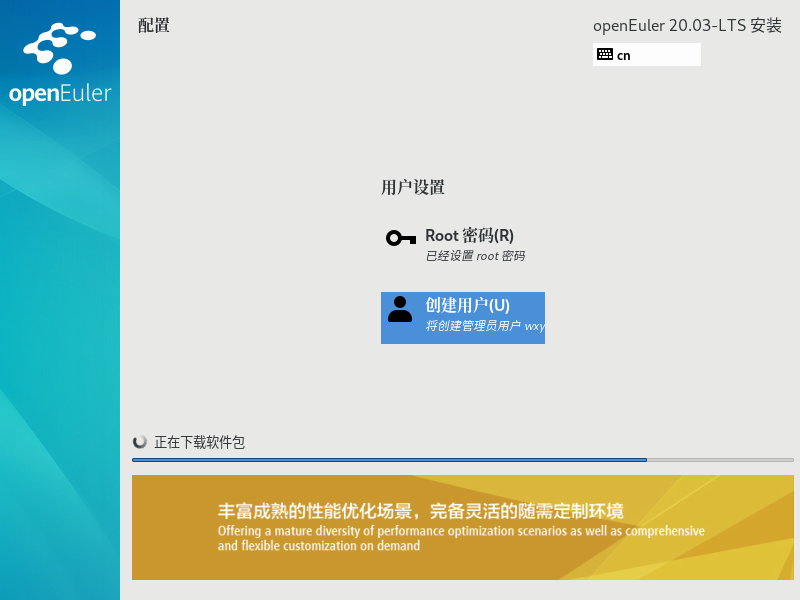 openEuler
配置
openEuler 20.03-LTS 安装
cn
用户设置
Root 密码(R)
已经设置 root 密码
创建用户(U)
将创建管理员用户 wxy
正在下载软件包
丰富成熟的性能优化场景，完备灵活的随需定制环境
Offering a mature diversity of performance optimization scenarios as well as comprehensive
and flexible customization on demand